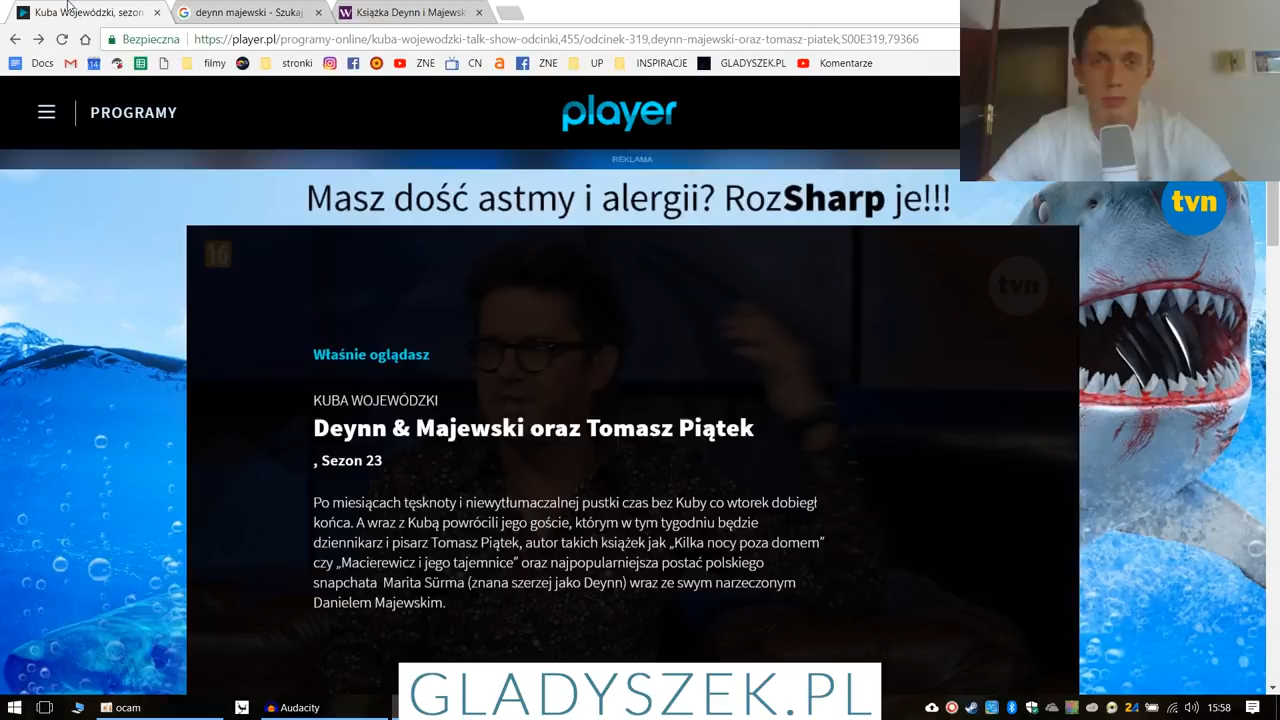 Kuba Wojewódzki, sezon
deynn majewski - Szukaj
Książka Deynn i Majewsk
Bezpieczna
https://player.pl/programy-online/kuba-wojewodzki-talk-show-odcinki,455/odcinek-319,deynn-majewski-oraz-tomasz-piatek,S00E319,79366
Docs
14
filmy
stronki
ZNE
CN
ZNE
UP
INSPIRACJE
GLADYSZEK.PL
Komentarze
PROGRAMY
player
REKLAMA
Masz dość astmy i alergii? RozSharp je!!!
tvn
16
tvn
Właśnie oglądasz
KUBA WOJEWÓDZKI
Deynn & Majewski oraz Tomasz Piątek
, Sezon 23
Po miesiącach tęsknoty i niewytłumaczalnej pustki czas bez Kuby co wtorek dobiegł
końca. A wraz z Kubą powrócili jego goście, którym w tym tygodniu będzie
dziennikarz i pisarz Tomasz Piątek, autor takich książek jak „Kilka nocy poza domem”
czy „Macierewicz i jego tajemnice” oraz najpopularniejsza postać polskiego
snapchata Marita Sürma (znana szerzej jako Deynn) wraz ze swym narzeczonym
Danielem Majewskim.
GLADYSZEK.PL
ocam
Audacity
15:58